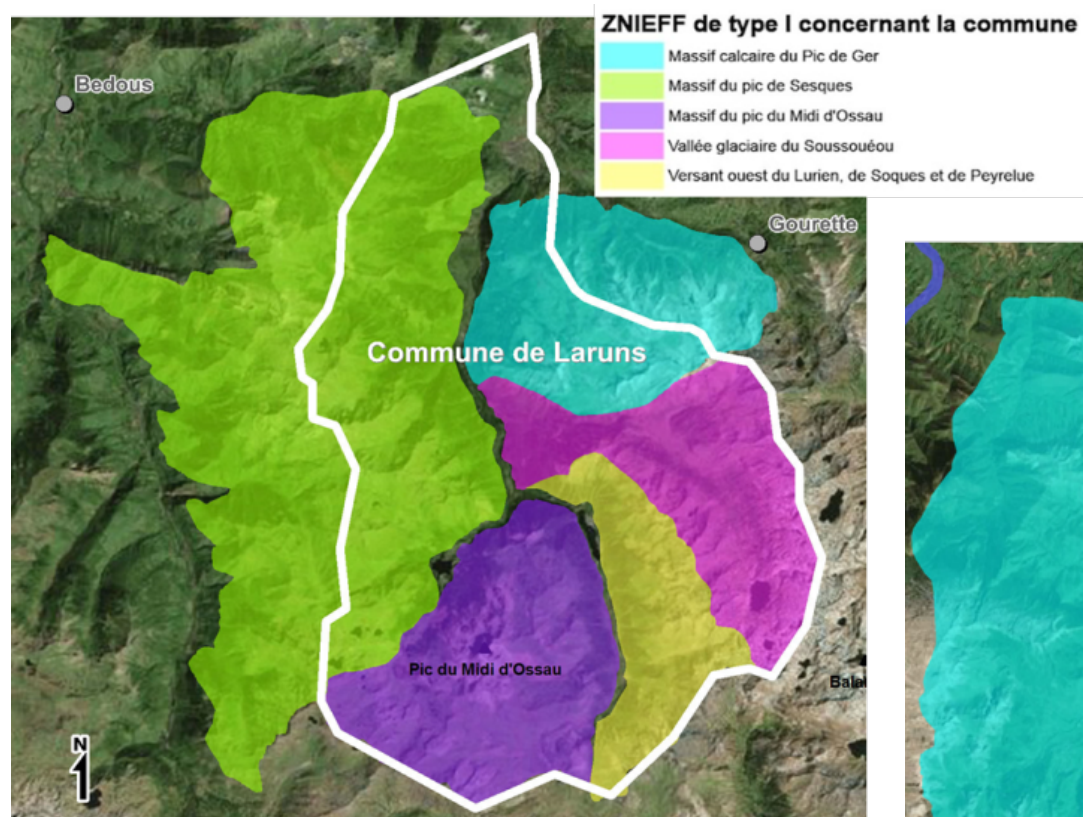 ZNIEFF de type I concernant la commune
Massif calcaire du Pic de Ger
Massif du pic de Sesques
Massif du pic du Midi d'Ossau
Vallée glaciaire du Soussouéou
Versant ouest du Lurien, de Soques et de Peyrelue
Bedous
Gourette
Commune de Laruns
Pic du Midi d'Ossau
Balai
N